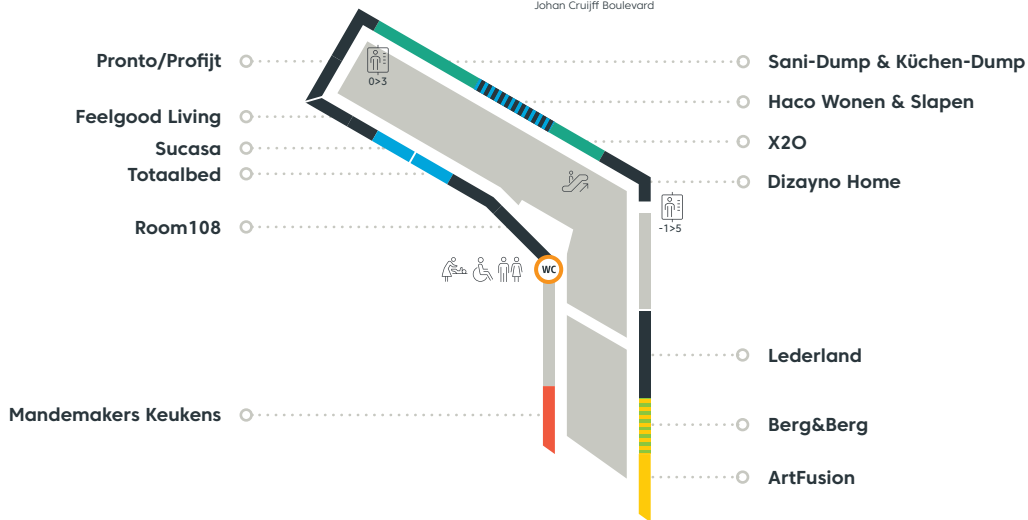 Johan Cruijff Boulevard
Pronto/Profijt
Feelgood Living
Sucasa
Totaalbed
Room108
Mandemakers Keukens
0>3
WC
-1>5
Sani-Dump & Küchen-Dump
Haco Wonen & Slapen
X2O
Dizayno Home
Lederland
Berg&Berg
ArtFusion